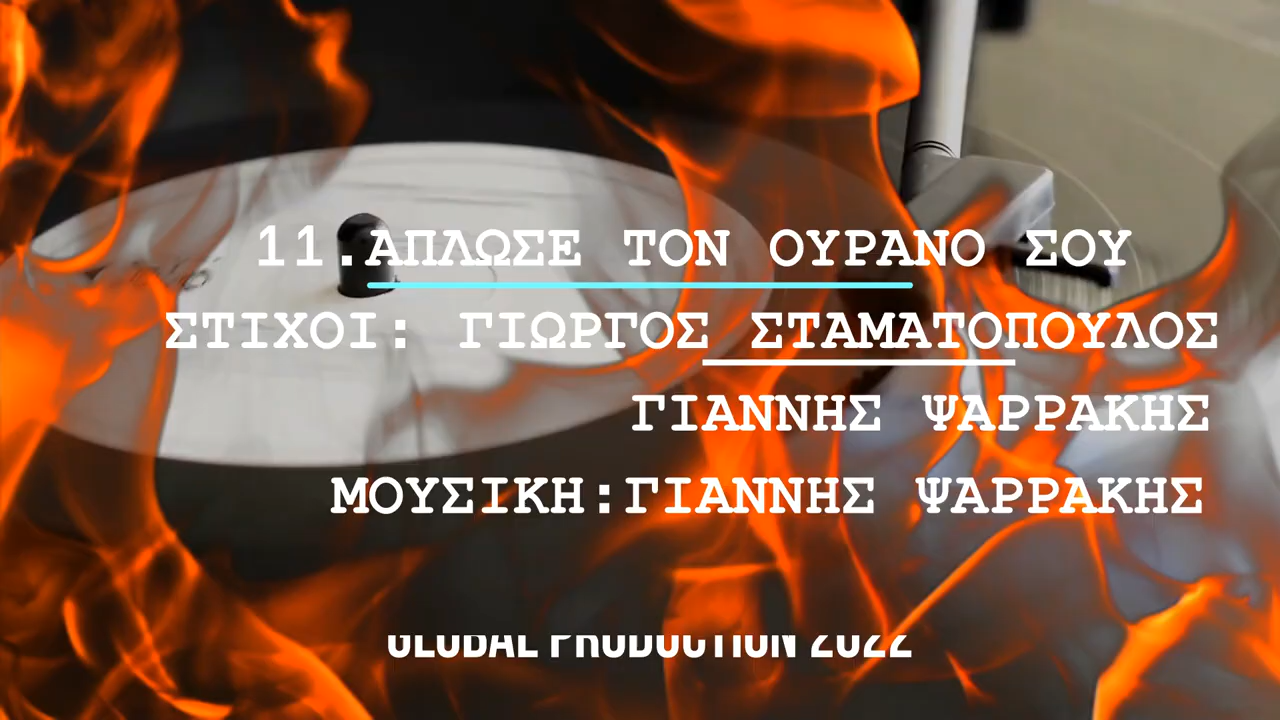 11.ΑΠΛΩΣΕ ΤΟΝ ΟΥΡΑΝΟ ΣΟΥ
ΣΤΙΧΟΙ: ΓΙΩΡΓΟΣ ΣΤΑΜΑΤΟΠΟΥΛΟΣ
ΓΙΑΝΝΗΣ ΨΑΡΡΑΚΗΣ
ΜΟΥΣΙΚΗ:ΓΙΑΝΝΗΣ ΨΑΡΡΑΚΗΣ
GLOBAL PRODUCTION 2022